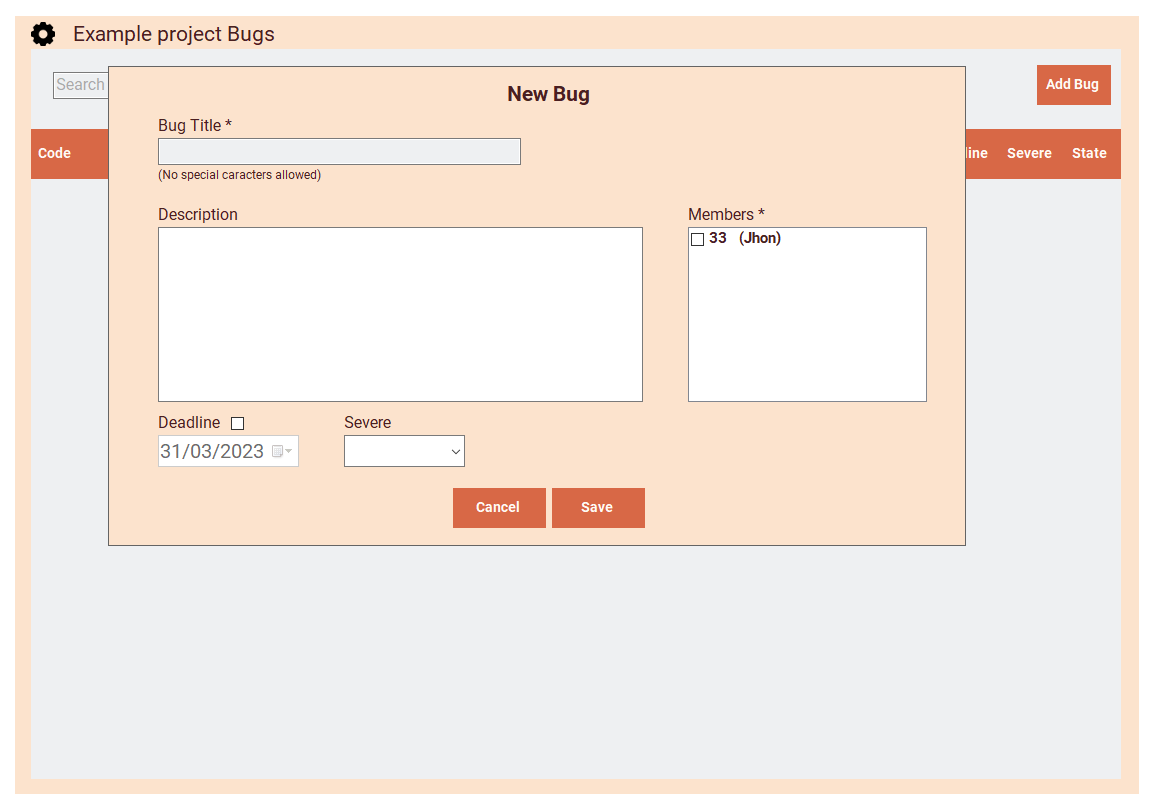 Example project Bugs
Search
Add Bug
New Bug
Bug Title *
(No special caracters allowed)
Code
line Severe State
Description
Members *
33 (Jhon)
Deadline
Severe
31/03/2023
Cancel Save